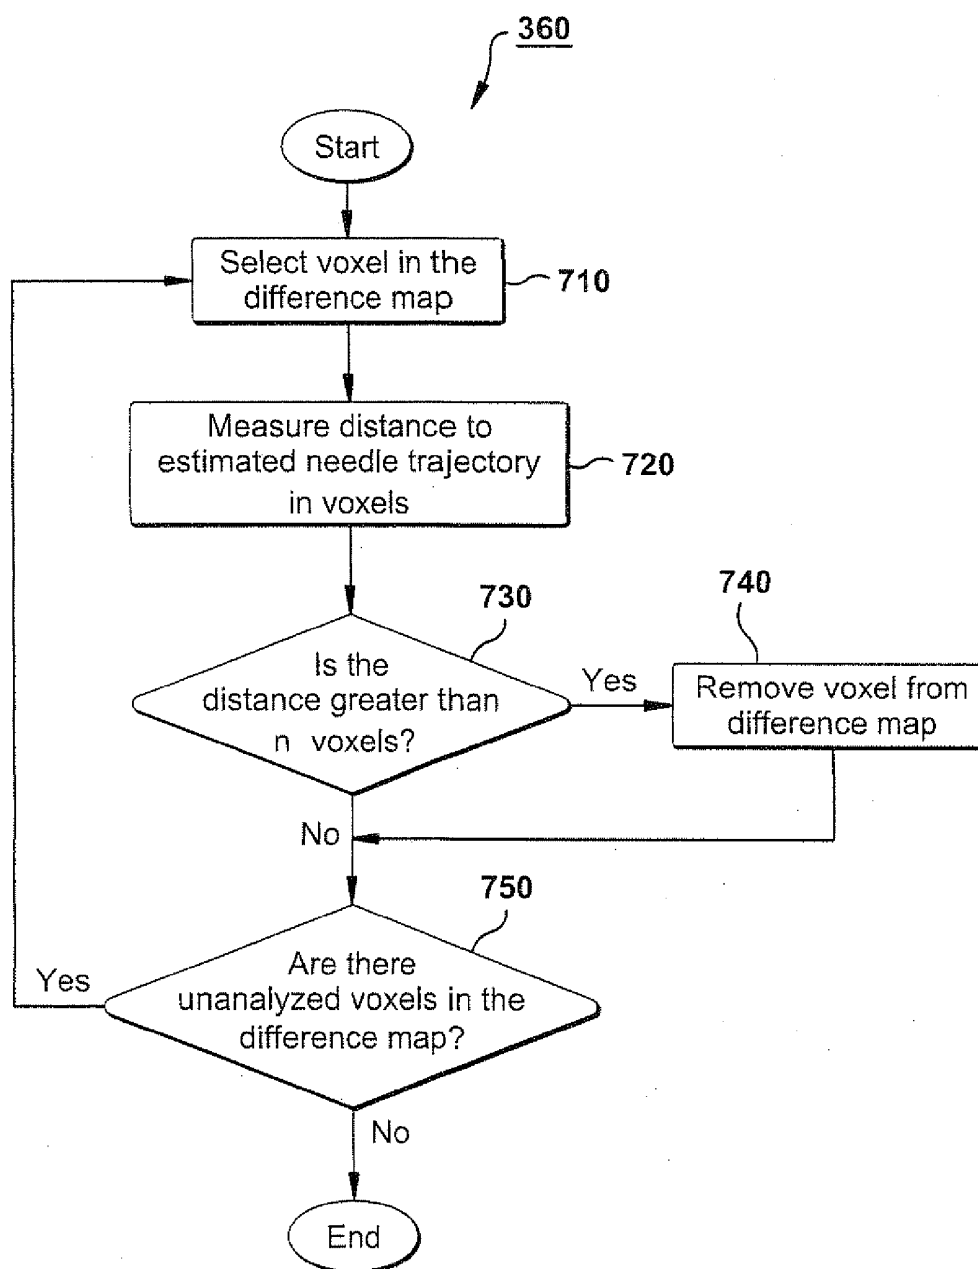 360
Start
Select voxel in the
difference map
710
Measure distance to
estimated needle trajectory
in voxels
720
730
740
Is the
distance greater than
n voxels?
Yes
Remove voxel from
difference map
No
750
Yes
Are there
unanalyzed voxels in the
difference map?
No
End